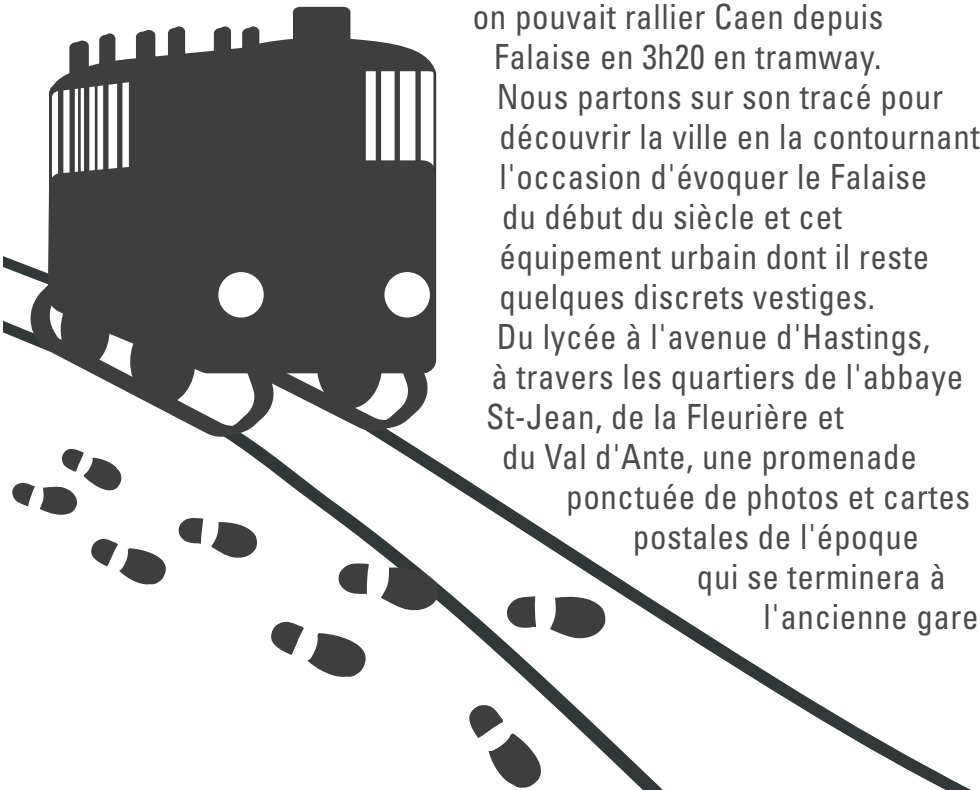 on pouvait rallier Caen depuis
Falaise en 3h20 en tramway.
Nous partons sur son tracé pour
découvrir la ville en la contournant
l'occasion d'évoquer le Falaise
du début du siècle et cet
équipement urbain dont il reste
quelques discrets vestiges.
Du lycée à l'avenue d'Hastings,
à travers les quartiers de l'abbaye
St-Jean, de la Fleurière et
du Val d'Ante, une promenade
ponctuée de photos et cartes
postales de l'époque
qui se terminera à
l'ancienne gare